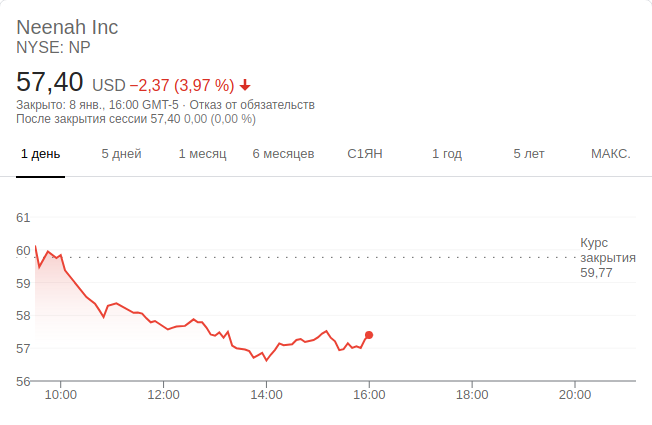 Neenah Inc
NYSE: NP
57,40 USD −2,37 (3,97 %)
Закрыто: 8 янв., 16:00 GMT-5 · Отказ от обязательств
После закрытия сессии 57,40 0,00 (0,00 %)
1 день 5 дней 1 месяц 6 месяцев С1ЯН 1 год 5 лет МАКС.
61
60
59
58
57
56
Курс
закрытия
59,77
10:00 12:00 14:00 16:00 18:00 20:00